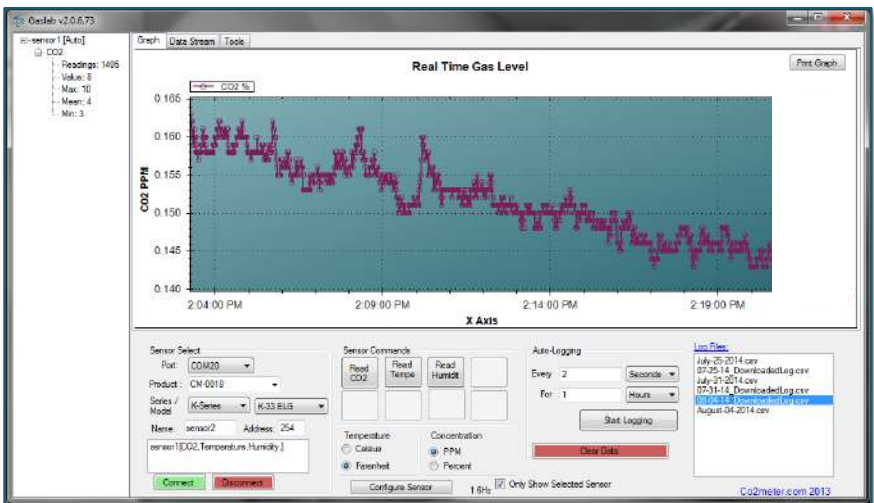 Gaslab v2.0.6.73
sensor1 [Auto]
CO2
Readings: 1405
Value: 8
Max: 10
Mean: 4
Min: 3
Graph Data Stream Tools
Real Time Gas Level
Print Graph
CO2 %
0.165
0.160
0.155
0.150
0.145
0.140
CO2 PPM
2:04:00 PM 2:09:00 PM 2:14:00 PM 2:19:00 PM
X Axis
Sensor Select
Port: COM20
Product : CM-0018
Series / Model K-Series K-33 ELG
Name: sensor2 Address: 254
sensor1[CO2,Temperature,Humidity,]
Connect Disconnect
Sensor Commands
Read CO2
Read Tempe
Read Humidit
Temperature
Celsius
Farenheit
Concentration
PPM
Percent
Configure Sensor
1.6Hz
Only Show Selected Sensor
Auto-Logging
Every 2 Seconds
For 1 Hours
Start Logging
Clear Data
Log Files:
July-25-2014.csv
07-25-14_DownloadedLog.csv
July-31-2014.csv
07-31-14_DownloadedLog.csv
08-04-14_DownloadedLog.csv
August-04-2014.csv
Co2meter.com 2013